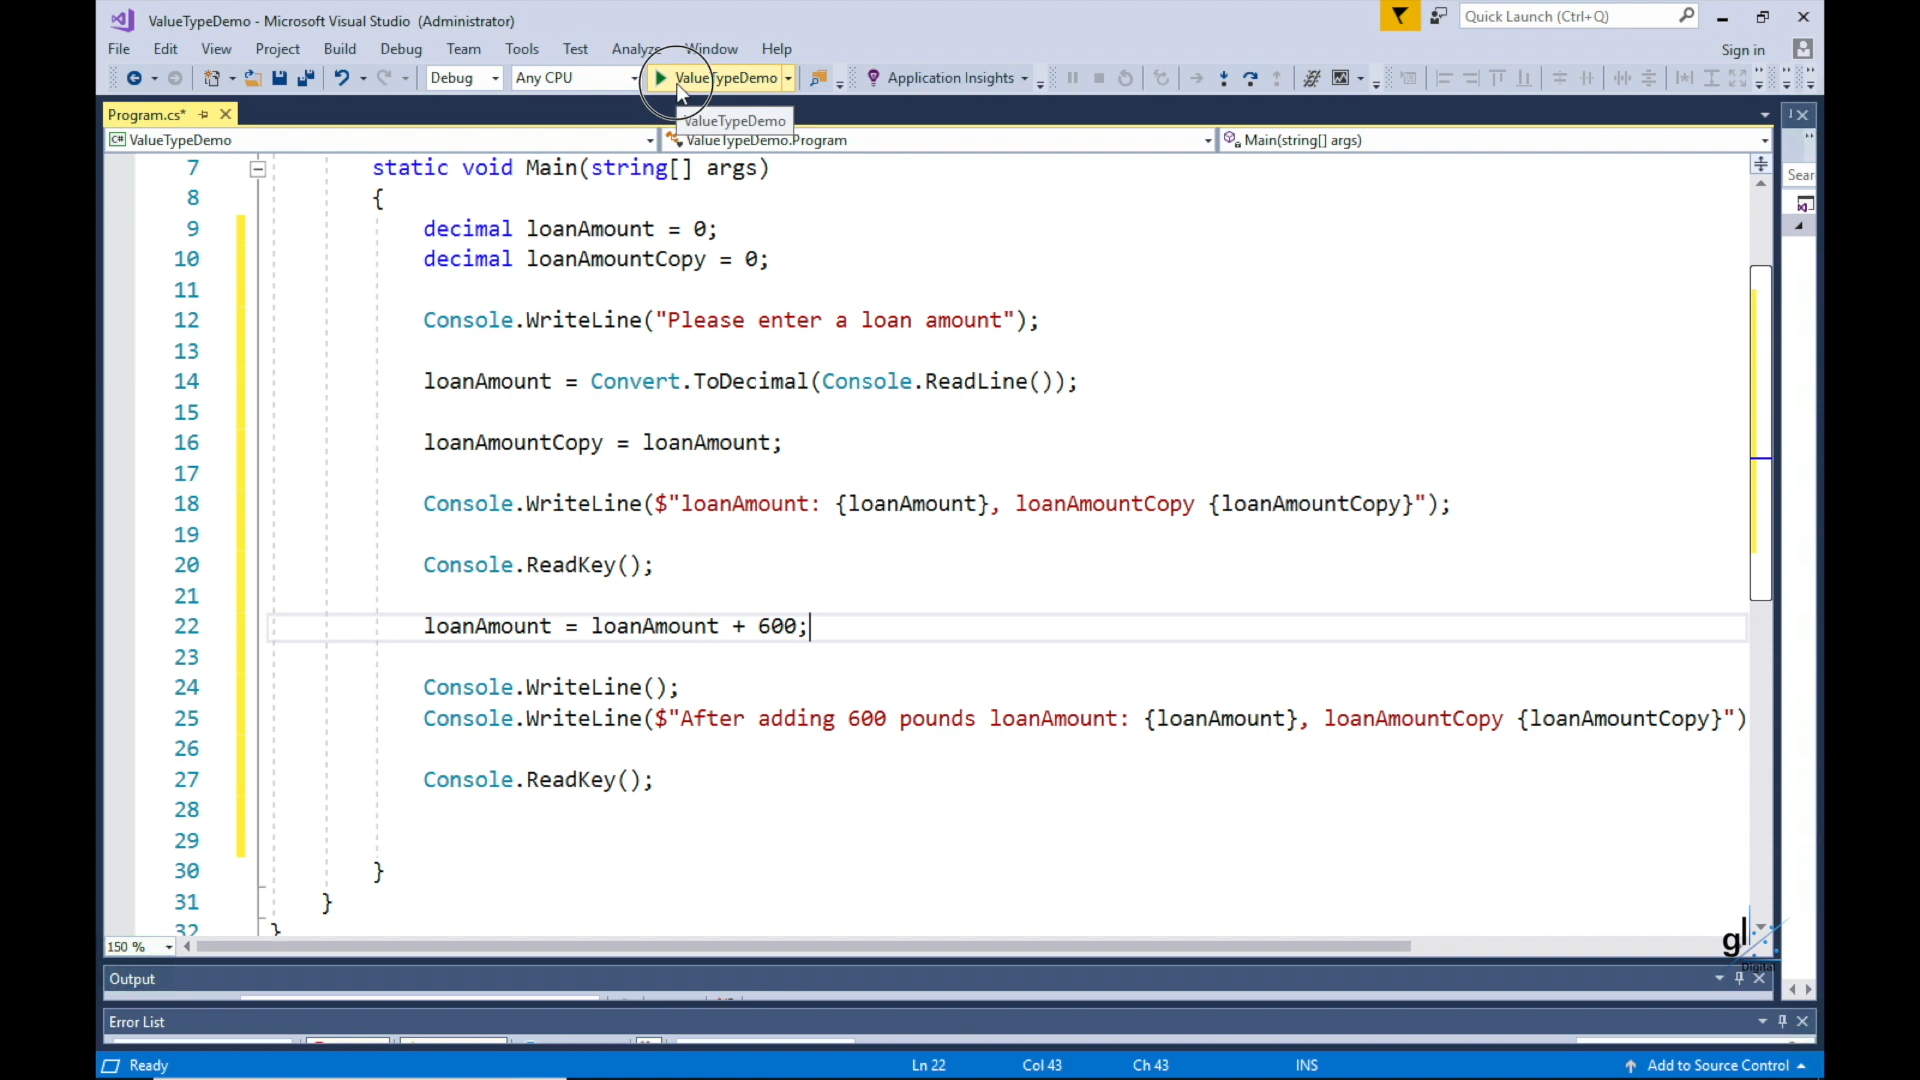 ValueTypeDemo - Microsoft Visual Studio (Administrator)
Quick Launch (Ctrl+Q)
File Edit View Project Build Debug Team Tools Test Analyze Window Help
Sign in
Debug Any CPU ValueTypeDemo Application Insights
Program.cs*
ValueTypeDemo
ValueTypeDemo ValueTypeDemo.Program Main(string[] args)
7 static void Main(string[] args)
8 {
9 decimal loanAmount = 0;
10 decimal loanAmountCopy = 0;
11
12 Console.WriteLine("Please enter a loan amount");
13
14 loanAmount = Convert.ToDecimal(Console.ReadLine());
15
16 loanAmountCopy = loanAmount;
17
18 Console.WriteLine($"loanAmount: {loanAmount}, loanAmountCopy {loanAmountCopy}");
19
20 Console.ReadKey();
21
22 loanAmount = loanAmount + 600;
23
24 Console.WriteLine();
25 Console.WriteLine($"After adding 600 pounds loanAmount: {loanAmount}, loanAmountCopy {loanAmountCopy}")
26
27 Console.ReadKey();
28
29
30 }
31 }
32 }
150 %
gl
Digital
Output
Error List
Ready Ln 22 Col 43 Ch 43 INS Add to Source Control